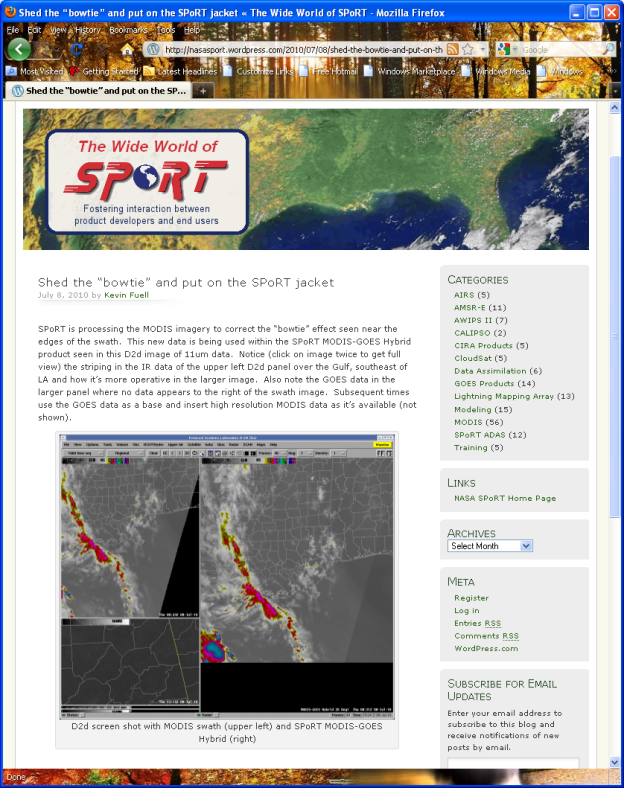 Shed the “bowtie” and put on the SPoRT jacket « The Wide World of SPoRT - Mozilla Firefox
File Edit View History Bookmarks Tools Help
http://nasasport.wordpress.com/2010/07/08/shed-the-bowtie-and-put-on-th
Google
Most Visited Getting Started Latest Headlines Customize Links Free Hotmail Windows Marketplace Windows Media Windows
Shed the “bowtie” and put on the SP...
The Wide World of
SPoRT
Fostering interaction between
product developers and end users
Shed the “bowtie” and put on the SPoRT jacket
July 8, 2010 by Kevin Fuell
SPoRT is processing the MODIS imagery to correct the “bowtie” effect seen near the
edges of the swath. This new data is being used within the SPoRT MODIS-GOES Hybrid
product seen in this D2d image of 11um data. Notice (click on image twice to get full
view) the striping in the IR data of the upper left D2d panel over the Gulf, southeast of
LA and how it’s more operative in the larger image. Also note the GOES data in the
larger panel where no data appears to the right of the swath image. Subsequent times
use the GOES data as a base and insert high resolution MODIS data as it’s available (not
shown).
D2d screen shot with MODIS swath (upper left) and SPoRT MODIS-GOES
Hybrid (right)
Categories
AIRS (5)
AMSR-E (11)
AWIPS II (7)
CALIPSO (2)
CIRA Products (5)
CloudSat (5)
Data Assimilation (6)
GOES Products (14)
Lightning Mapping Array (13)
Modeling (15)
MODIS (56)
SPoRT ADAS (12)
Training (5)
Links
NASA SPoRT Home Page
Archives
Select Month
Meta
Register
Log in
Entries RSS
Comments RSS
WordPress.com
Subscribe for Email
Updates
Enter your email address to
subscribe to this blog and
receive notifications of new
posts by email.
Done